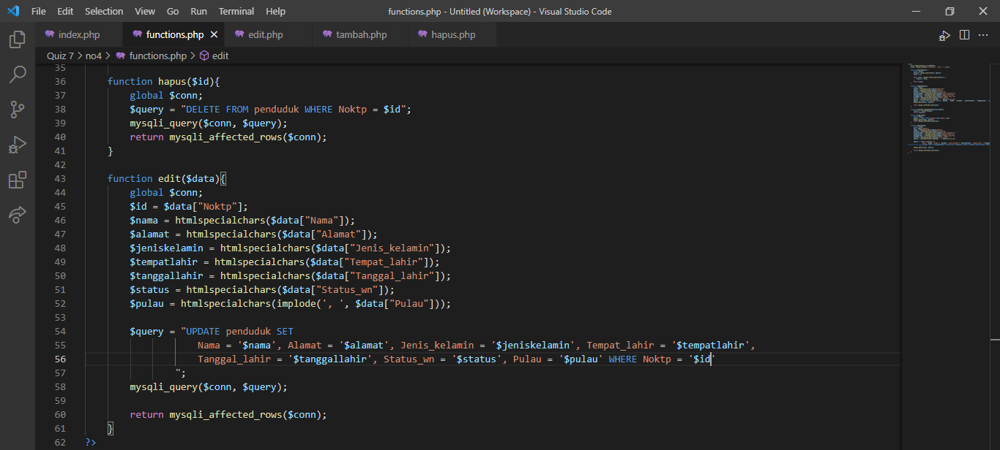 File Edit Selection View Go Run Terminal Help functions.php - Untitled (Workspace) - Visual Studio Code
index.php functions.php edit.php tambah.php hapus.php
Quiz 7 > no4 > functions.php > edit
35
36 function hapus($id){
37 global $conn;
38 $query = "DELETE FROM penduduk WHERE Noktp = $id";
39 mysqli_query($conn, $query);
40 return mysqli_affected_rows($conn);
41 }
42
43 function edit($data){
44 global $conn;
45 $id = $data["Noktp"];
46 $nama = htmlspecialchars($data["Nama"]);
47 $alamat = htmlspecialchars($data["Alamat"]);
48 $jeniskelamin = htmlspecialchars($data["Jenis_kelamin"]);
49 $tempatlahir = htmlspecialchars($data["Tempat_lahir"]);
50 $tanggallahir = htmlspecialchars($data["Tanggal_lahir"]);
51 $status = htmlspecialchars($data["Status_wn"]);
52 $pulau = htmlspecialchars(implode(', ', $data["Pulau"]));
53
54 $query = "UPDATE penduduk SET
55 Nama = '$nama', Alamat = '$alamat', Jenis_kelamin = '$jeniskelamin', Tempat_lahir = '$tempatlahir',
56 Tanggal_lahir = '$tanggallahir', Status_wn = '$status', Pulau = '$pulau' WHERE Noktp = '$id'
57 ";
58 mysqli_query($conn, $query);
59
60 return mysqli_affected_rows($conn);
61 }
62 ?>